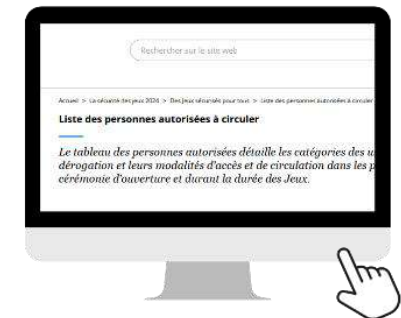 Rechercher sur le site web
Accueil > La sécurité des Jeux 2024 > Des Jeux sécurisés pour tous > Liste des personnes autorisées à circuler
Liste des personnes autorisées à circuler
Le tableau des personnes autorisées détaille les catégories des u
dérogation et leurs modalités d'accès et de circulation dans les p
cérémonie d'ouverture et durant la durée des Jeux.